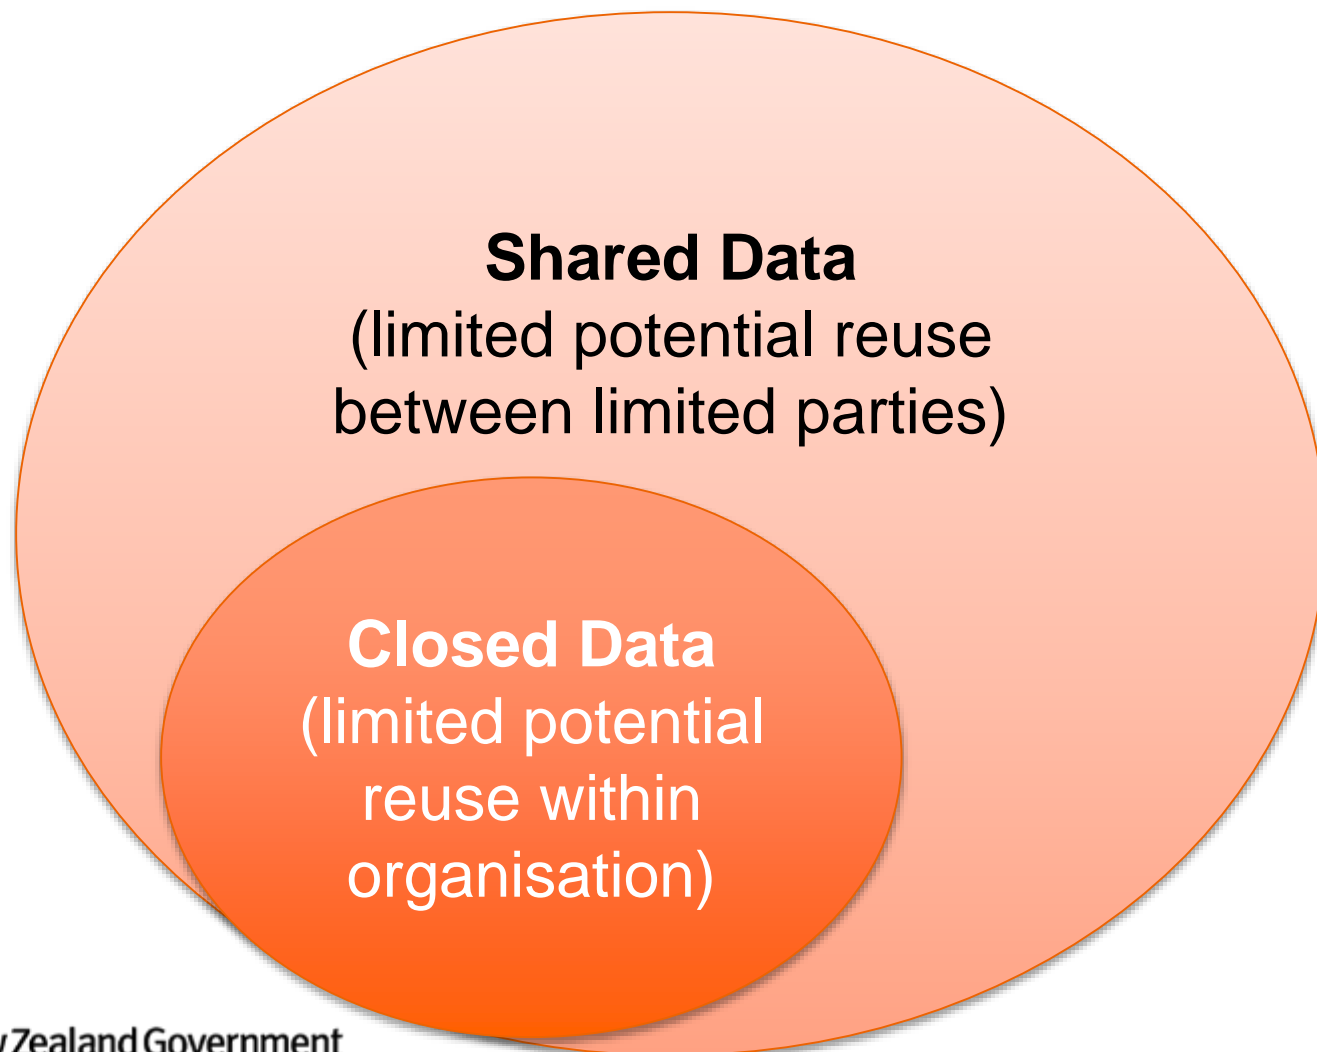 Shared Data
(limited potential reuse
between limited parties)
Closed Data
(limited potential
reuse within
organisation)
w Zealand Government